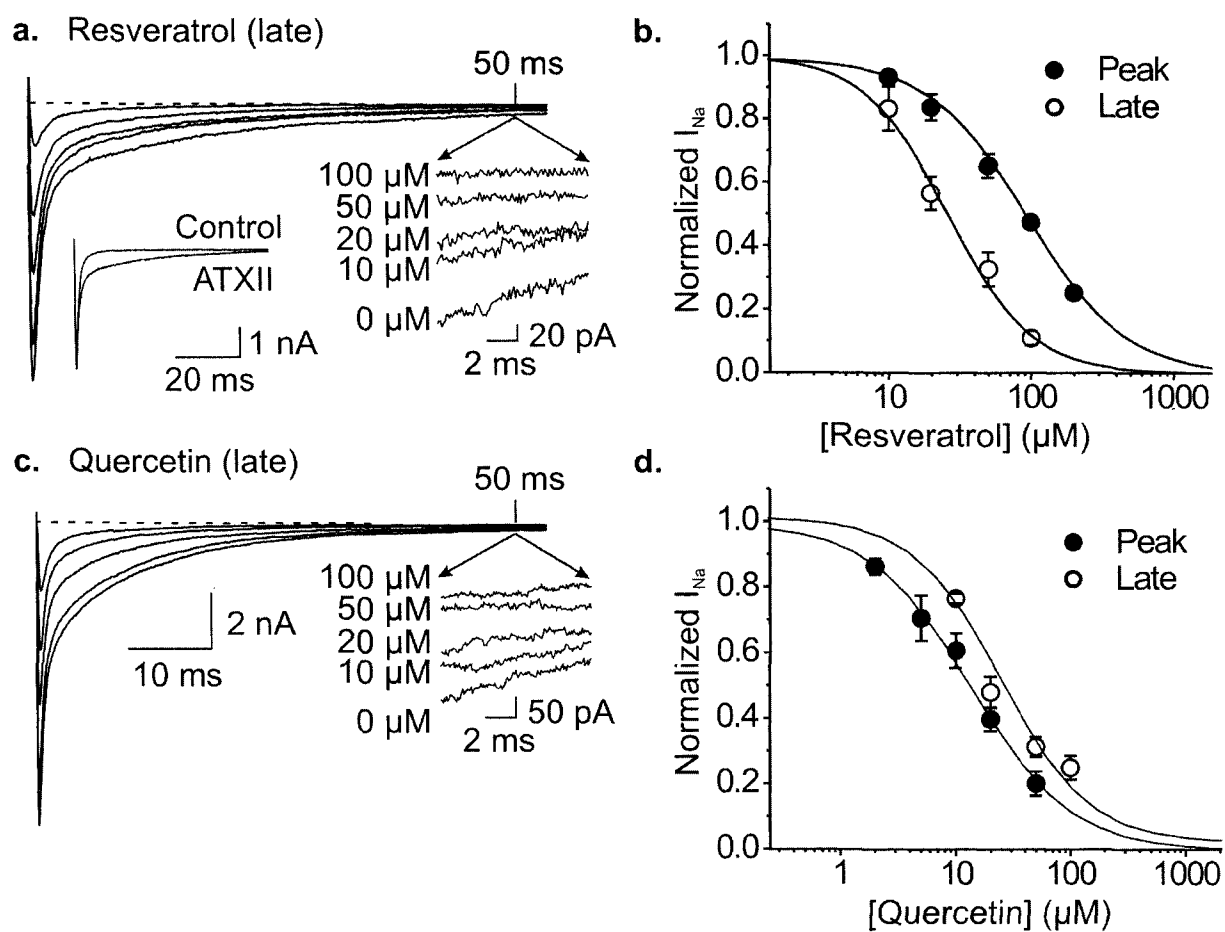 a. Resveratrol (late)
50 ms
100 µM
50 µM
20 µM
10 µM
0 µM
Control
ATXII
1 nA
20 ms
20 pA
2 ms
b.
Peak
Late
Normalized I_Na
1.0
0.8
0.6
0.4
0.2
0.0
10
100
1000
[Resveratrol] (µM)
c. Quercetin (late)
50 ms
100 µM
50 µM
20 µM
10 µM
0 µM
2 nA
10 ms
50 pA
2 ms
d.
Peak
Late
Normalized I_Na
1.0
0.8
0.6
0.4
0.2
0.0
1
10
100
1000
[Quercetin] (µM)